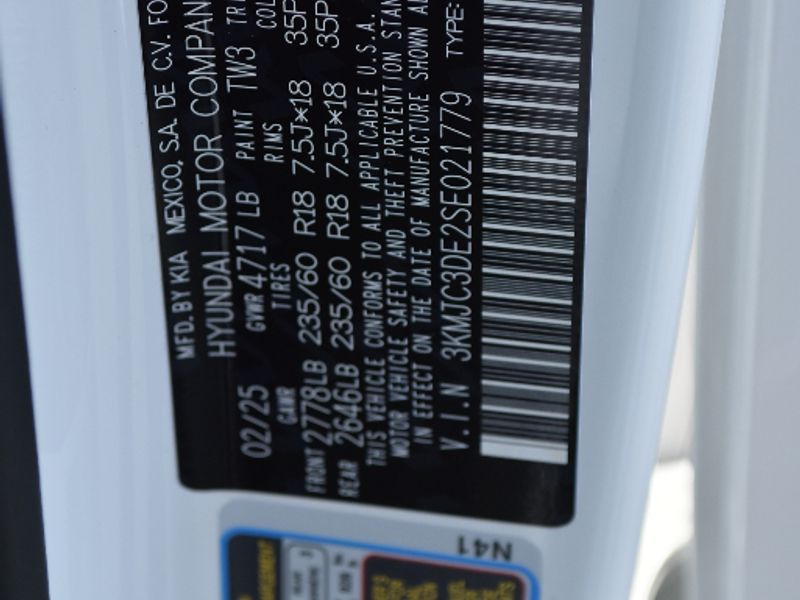 MFD. BY KIA MEXICO, S.A. DE C.V. FO
HYUNDAI MOTOR COMPAN
02/25 GVWR 4717 LB PAINT TW3 TRI
GAWR TIRES RIMS COL
FRONT 2778LB 235/60 R18 7.5J*18 35P
REAR 2646LB 235/60 R18 7.5J*18 35P
THIS VEHICLE CONFORMS TO ALL APPLICABLE U.S.A.
MOTOR VEHICLE SAFETY AND THEFT PREVENTION STAN
IN EFFECT ON THE DATE OF MANUFACTURE SHOWN A
V.I.N 3KMJC3DE2SE021779 TYPE:
N41